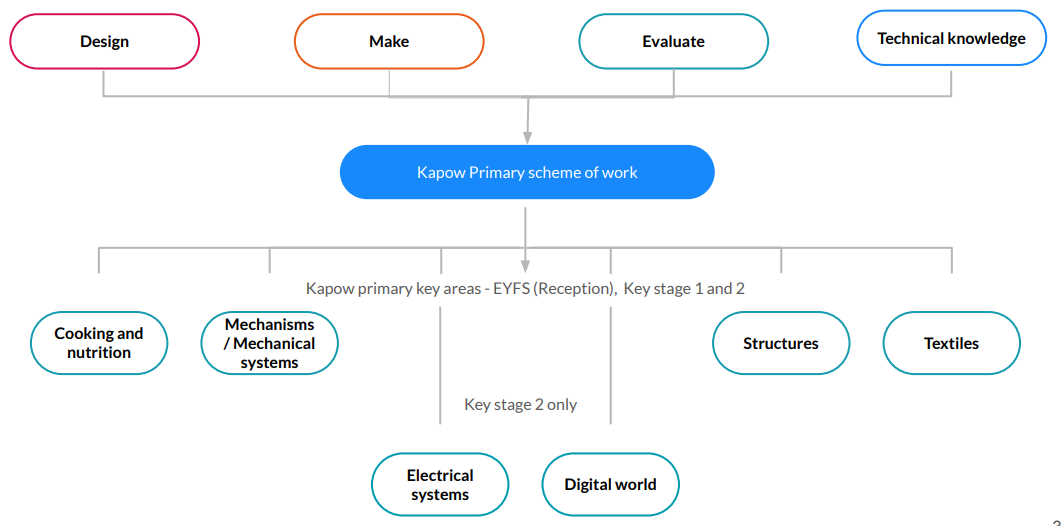 Design
Make
Evaluate
Technical knowledge
Kapow Primary scheme of work
Kapow primary key areas - EYFS (Reception), Key stage 1 and 2
Cooking and
nutrition
Mechanisms
/ Mechanical
systems
Structures
Textiles
Key stage 2 only
Electrical
systems
Digital world